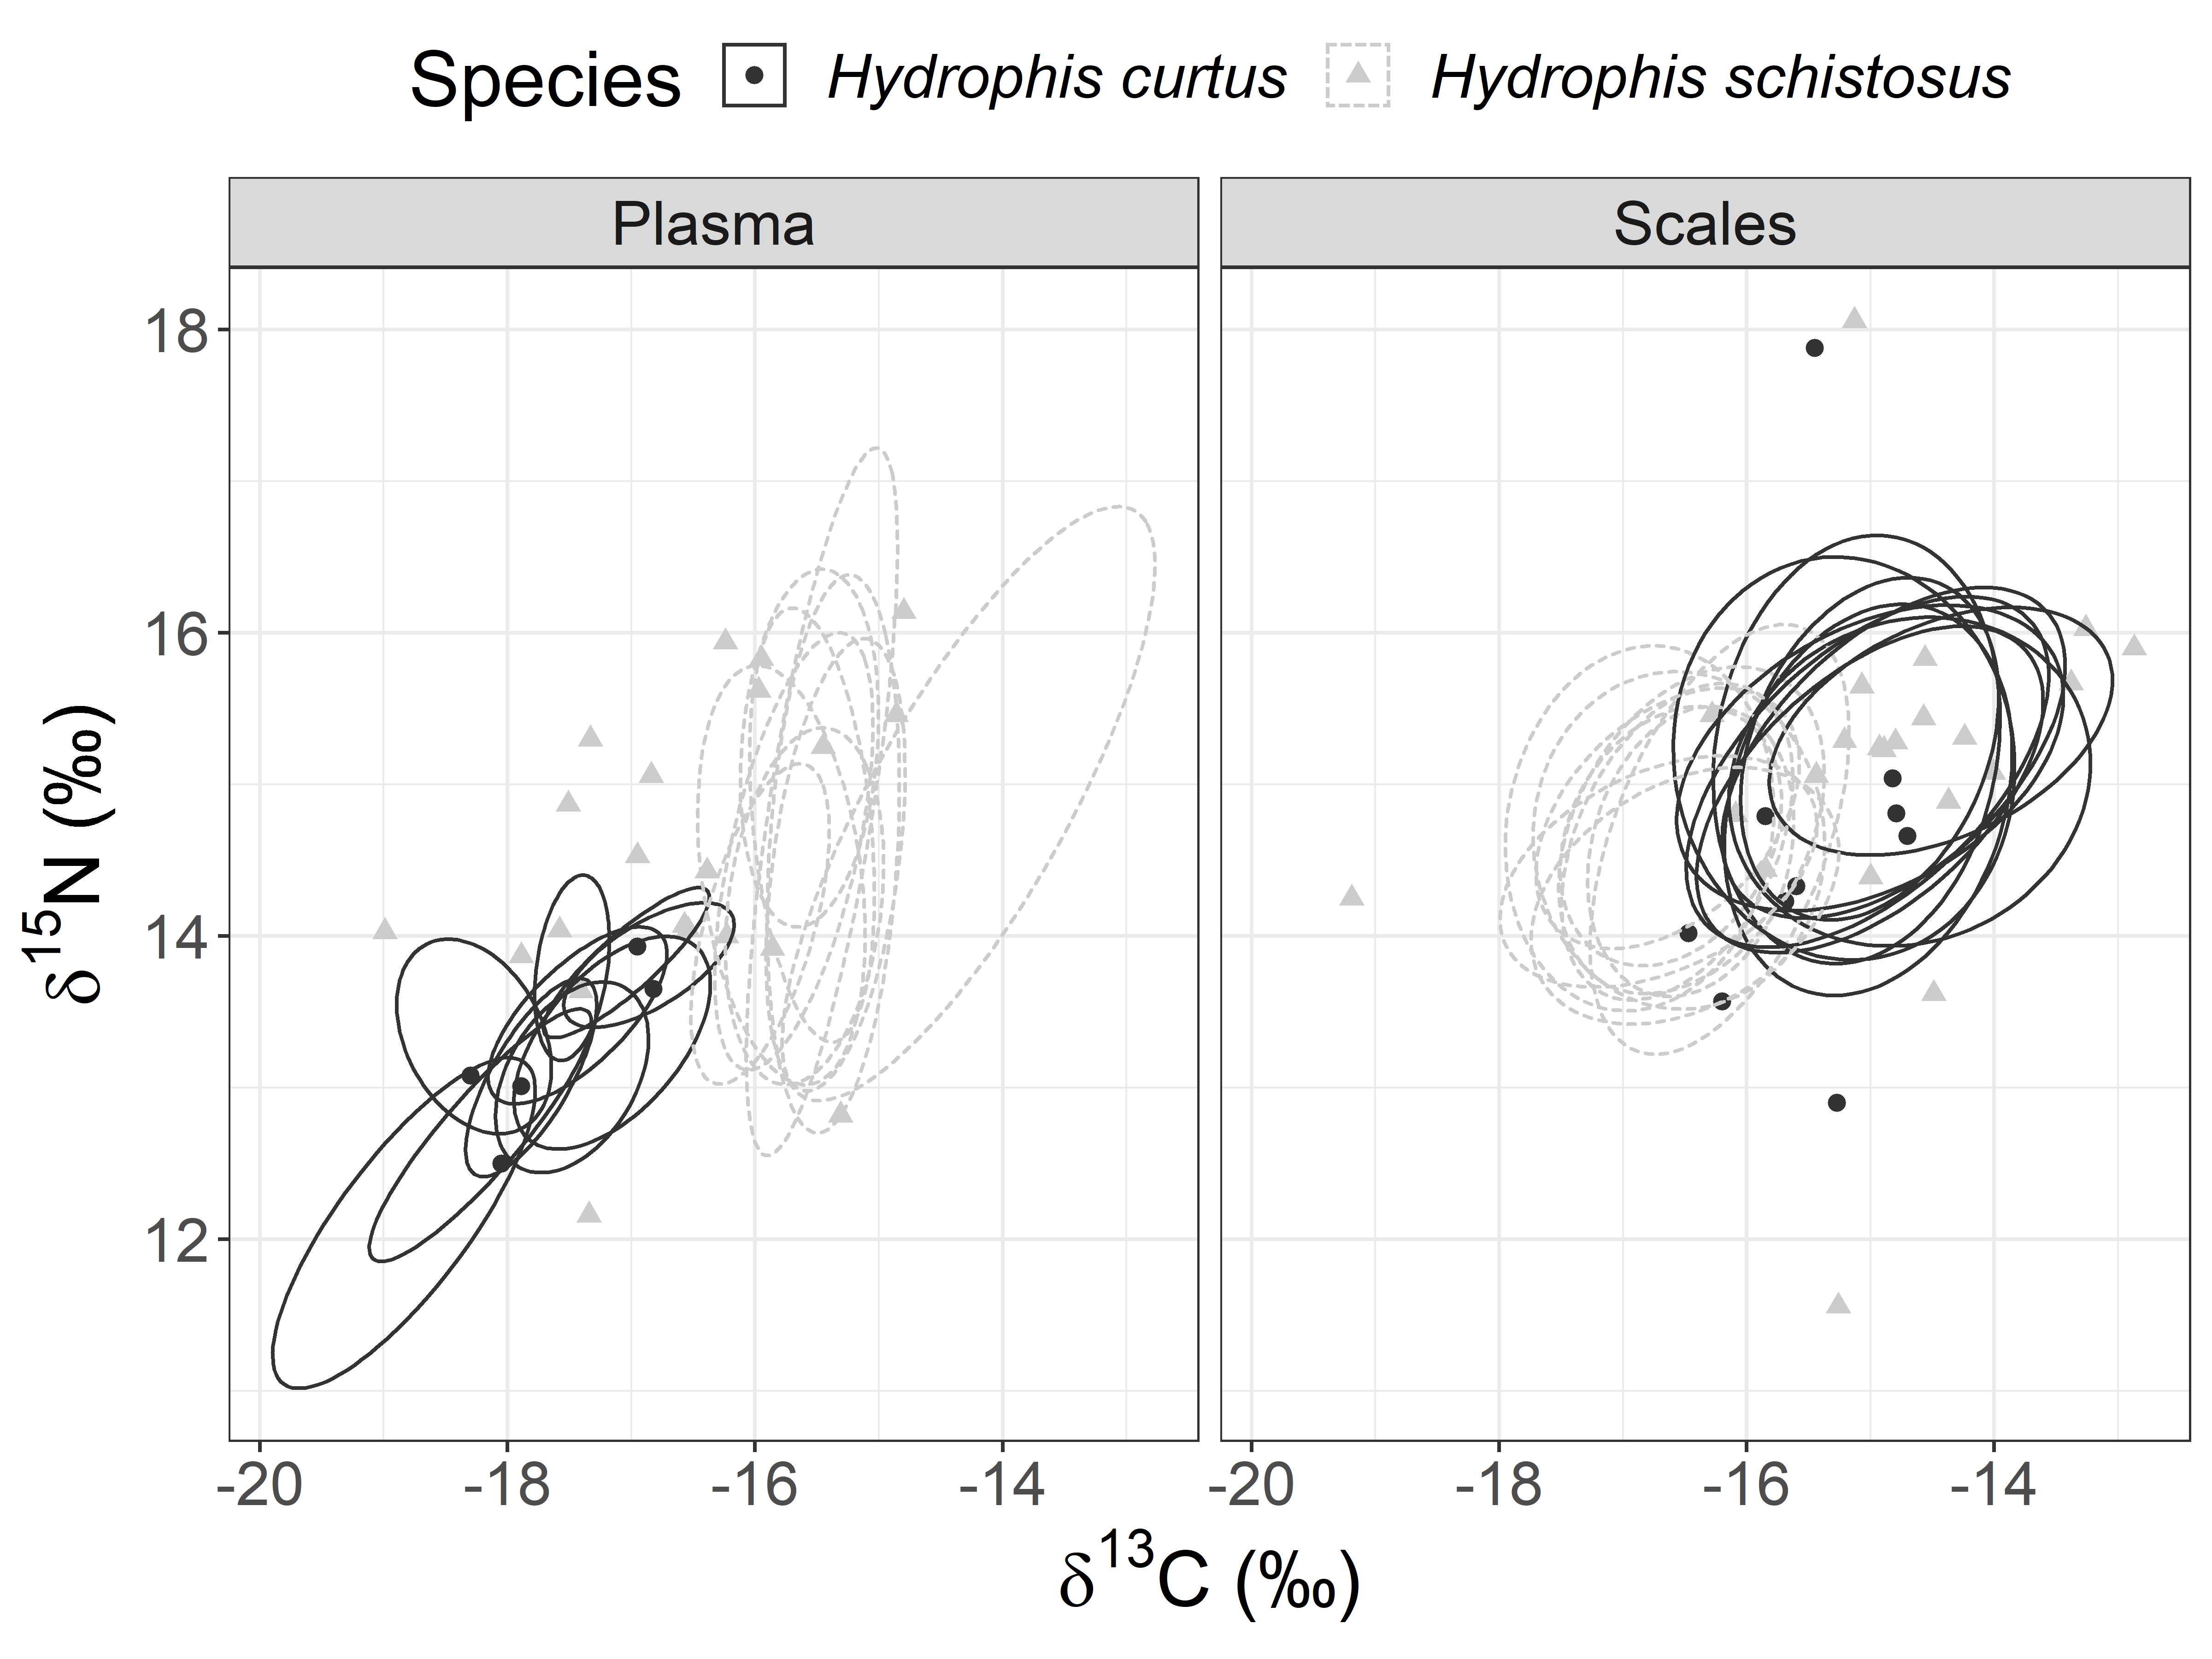 Species Hydrophis curtus Hydrophis schistosus
Plasma Scales
18
16
14
12
δ15N (‰)
-20 -18 -16 -14 -20 -18 -16 -14
δ13C (‰)